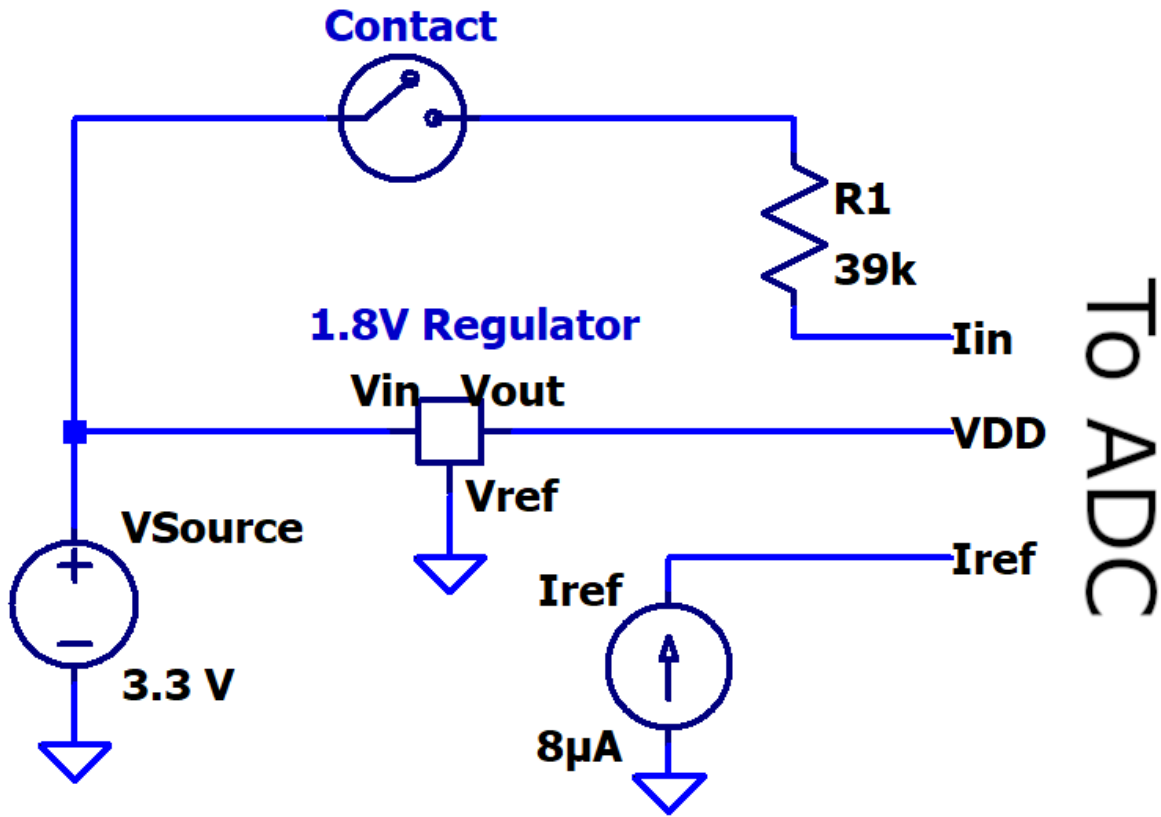 Contact
R1
39k
1.8V Regulator
Iin
Vin Vout
VDD
Vref
VSource
Iref
Iref
3.3 V
8µA
To ADC